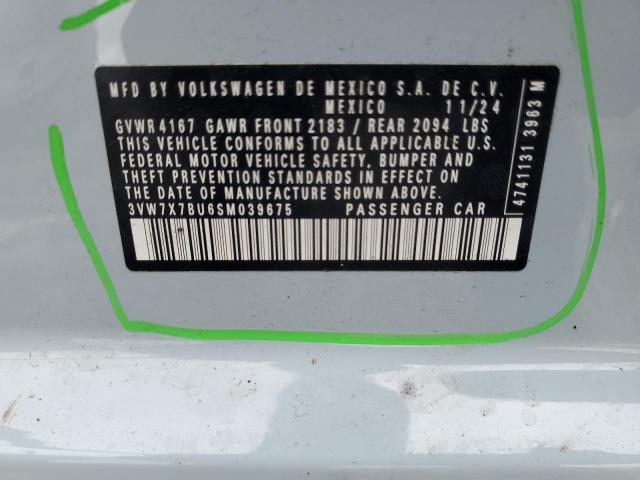 MFD BY VOLKSWAGEN DE MEXICO S.A. DE C.V.
MEXICO 11/24
GVWR 4167 GAWR FRONT 2183 / REAR 2094 LBS
THIS VEHICLE CONFORMS TO ALL APPLICABLE U.S.
FEDERAL MOTOR VEHICLE SAFETY, BUMPER AND
THEFT PREVENTION STANDARDS IN EFFECT ON
THE DATE OF MANUFACTURE SHOWN ABOVE.
3VW7X7BU6SM039675 PASSENGER CAR
4741131 3963 M